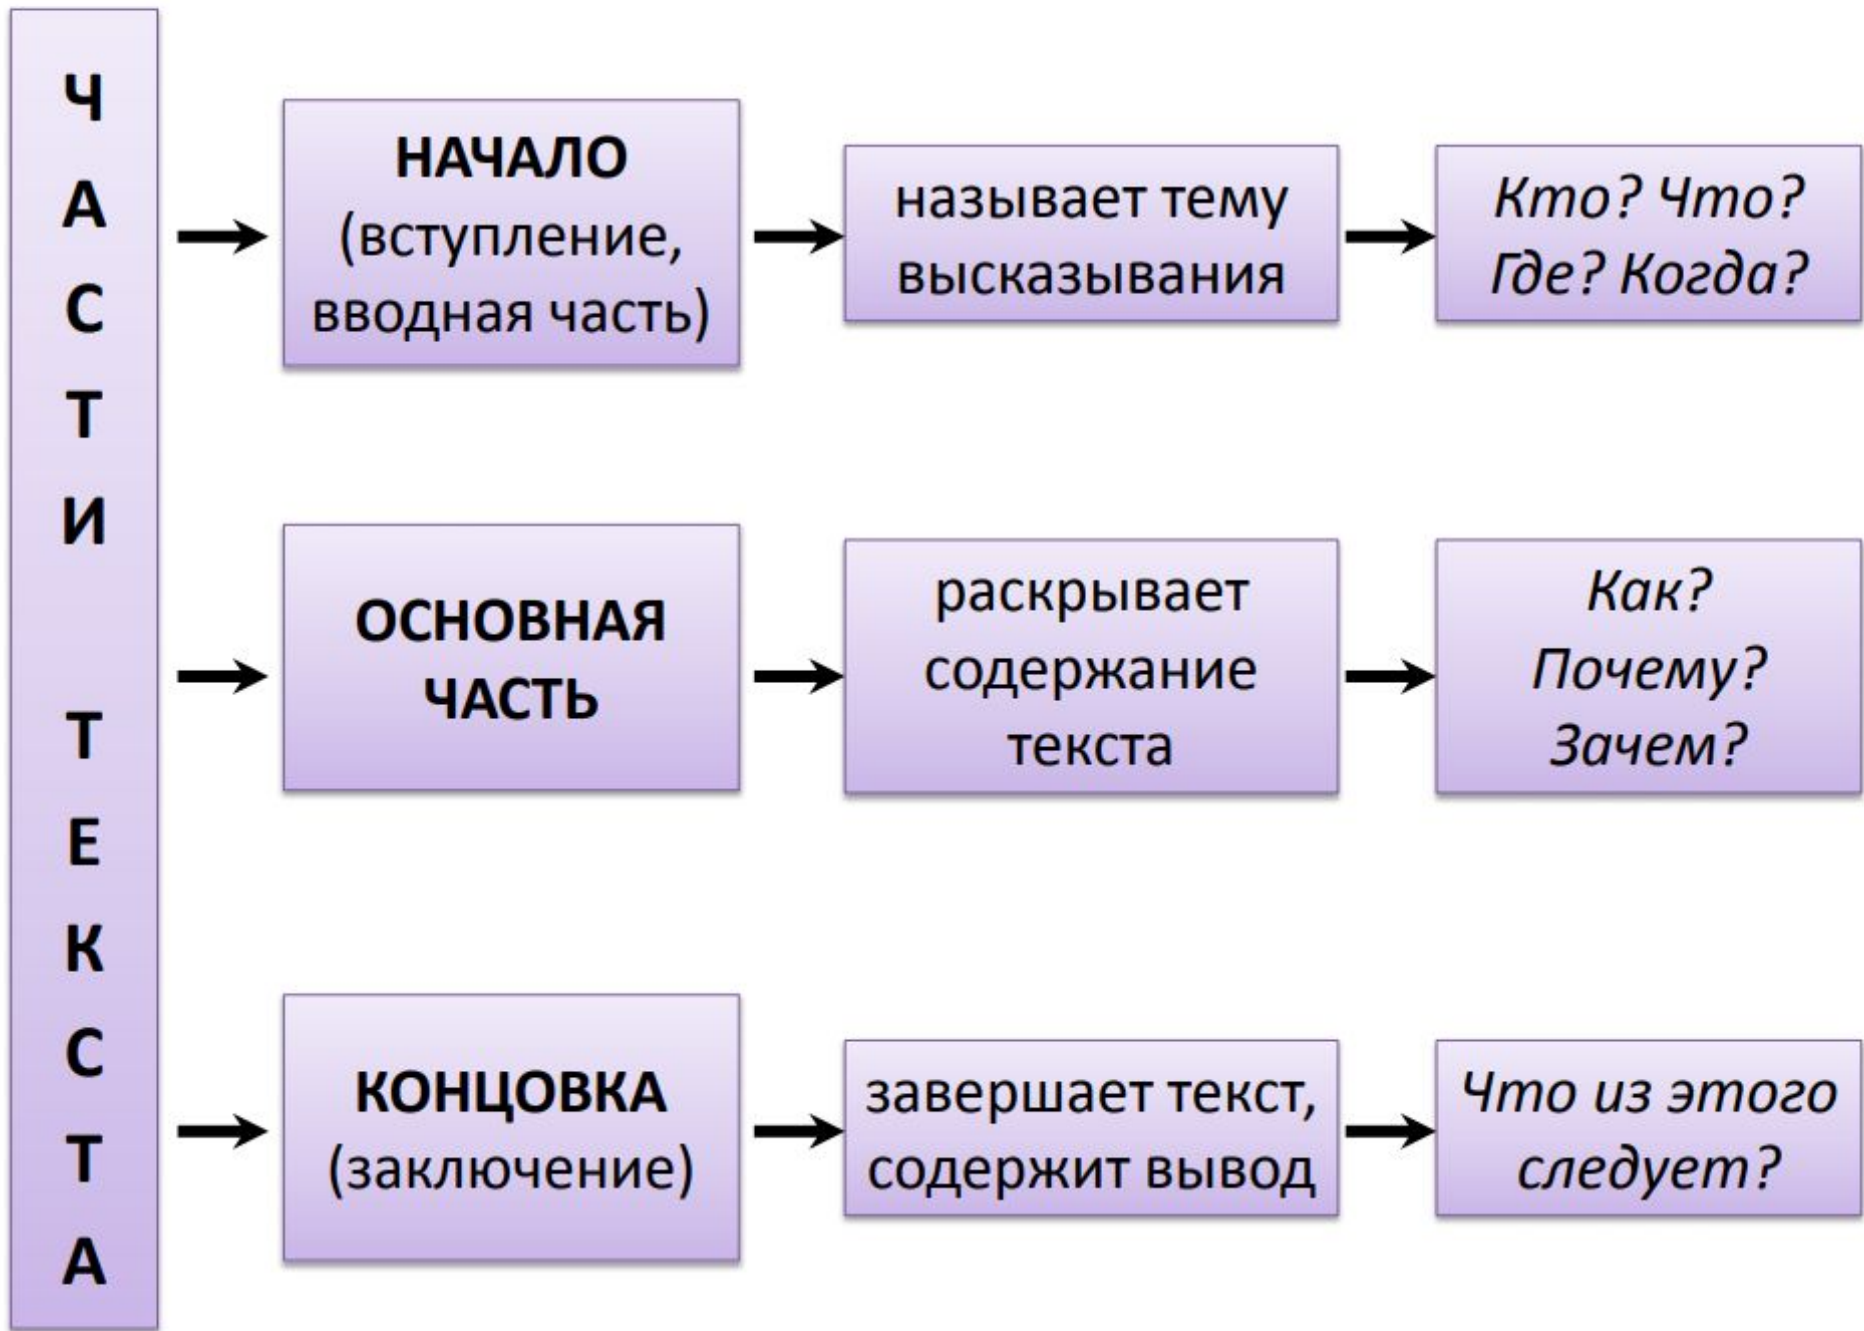 ЧАСТИ ТЕКСТА
НАЧАЛО
(вступление,
вводная часть)
называет тему
высказывания
Кто? Что?
Где? Когда?
ОСНОВНАЯ
ЧАСТЬ
раскрывает
содержание
текста
Как?
Почему?
Зачем?
КОНЦОВКА
(заключение)
завершает текст,
содержит вывод
Что из этого
следует?